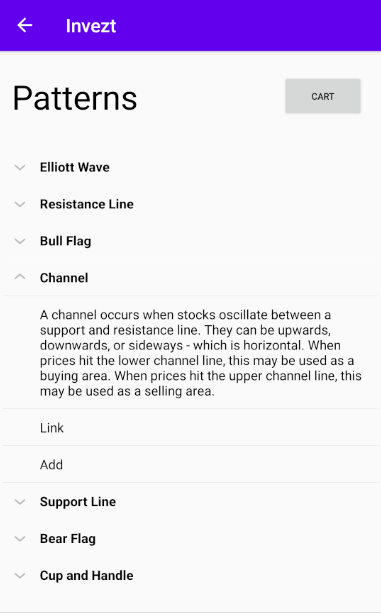 Invezt
Patterns
CART
Elliott Wave
Resistance Line
Bull Flag
Channel
A channel occurs when stocks oscillate between a
support and resistance line. They can be upwards,
downwards, or sideways - which is horizontal. When
prices hit the lower channel line, this may be used as a
buying area. When prices hit the upper channel line, this
may be used as a selling area.
Link
Add
Support Line
Bear Flag
Cup and Handle